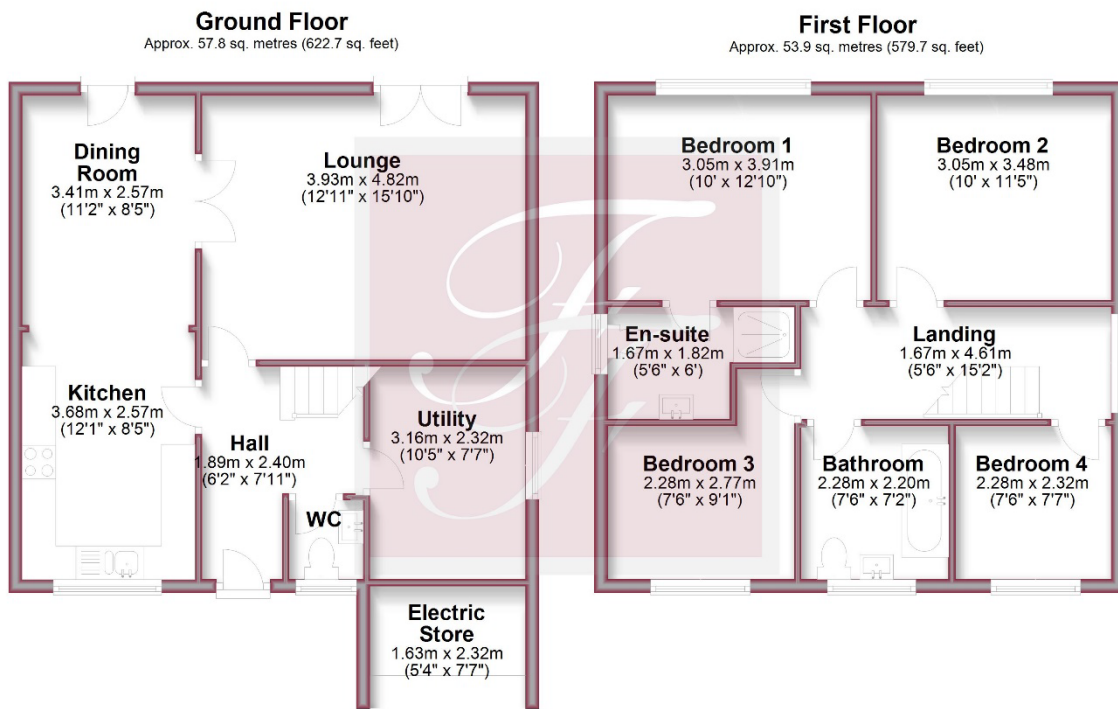 Ground Floor
Approx. 57.8 sq. metres (622.7 sq. feet)
Dining
Room
3.41m x 2.57m
(11'2" x 8'5")
Lounge
3.93m x 4.82m
(12'11" x 15'10")
Kitchen
3.68m x 2.57m
(12'1" x 8'5")
Hall
1.89m x 2.40m
(6'2" x 7'11")
WC
Utility
3.16m x 2.32m
(10'5" x 7'7")
Electric
Store
1.63m x 2.32m
(5'4" x 7'7")
First Floor
Approx. 53.9 sq. metres (579.7 sq. feet)
Bedroom 1
3.05m x 3.91m
(10' x 12'10")
Bedroom 2
3.05m x 3.48m
(10' x 11'5")
En-suite
1.67m x 1.82m
(5'6" x 6')
Landing
1.67m x 4.61m
(5'6" x 15'2")
Bedroom 3
2.28m x 2.77m
(7'6" x 9'1")
Bathroom
2.28m x 2.20m
(7'6" x 7'2")
Bedroom 4
2.28m x 2.32m
(7'6" x 7'7")